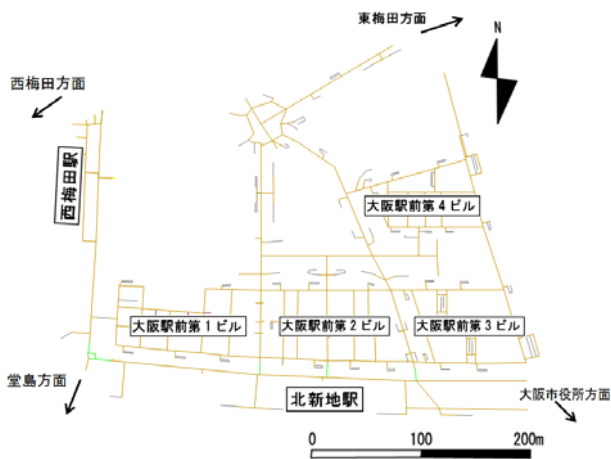 東梅田方面
N
西梅田方面
西梅田駅
大阪駅前第4ビル
大阪駅前第1ビル
大阪駅前第2ビル
大阪駅前第3ビル
堂島方面
北新地駅
大阪市役所方面
0 100 200m